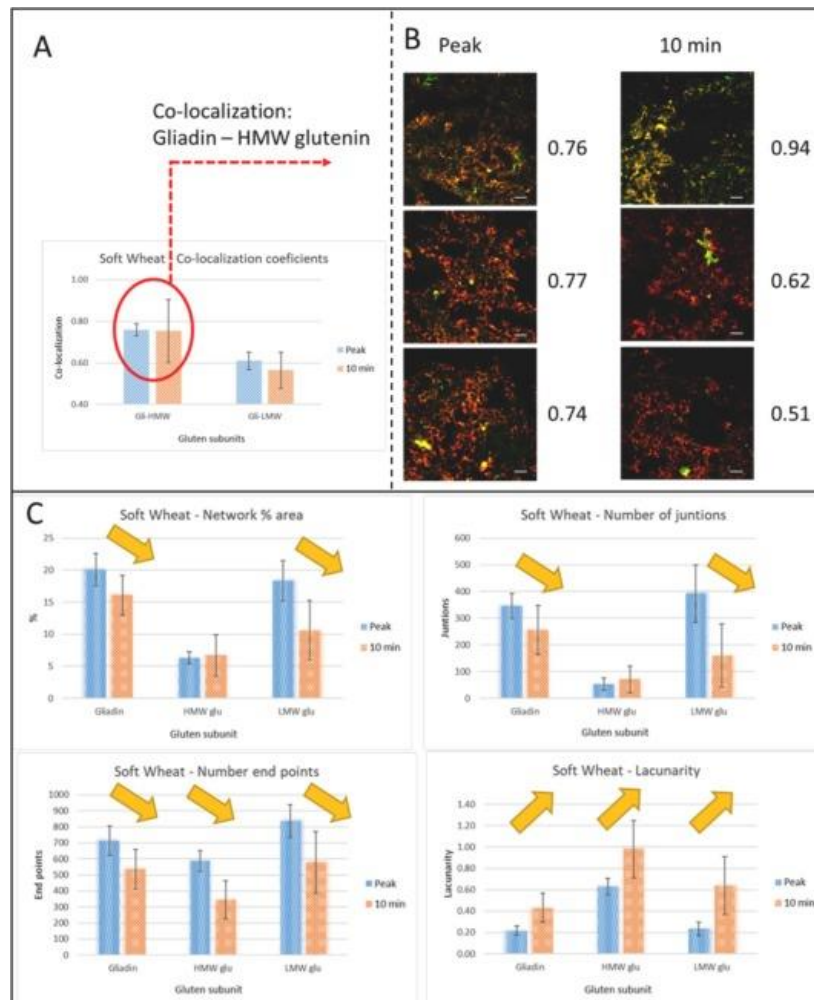 A
Co-localization:
Gliadin – HMW glutenin
Soft Wheat Co-localization coeficients
1.00
0.80
0.60
0.40
Co-localization
Gli-HMW
Gli-LMW
Gluten subunits
Peak
10 min
B
Peak
10 min
0.76
0.94
0.77
0.62
0.74
0.51
C
Soft Wheat - Network % area
25
20
15
10
5
0
%
Gliadin
HMW glu
LMW glu
Gluten subunit
Peak
10 min
Soft Wheat - Number of juntions
600
500
400
300
200
100
0
Juntions
Gliadin
HMW glu
LMW glu
Gluten subunit
Peak
10 min
Soft Wheat - Number end points
1000
900
800
700
600
500
400
300
200
100
0
End points
Gliadin
HMW glu
LMW glu
Gluten subunit
Peak
10 min
Soft Wheat - Lacunarity
1.40
1.20
1.00
0.80
0.60
0.40
0.20
0.00
Lacunarity
Gliadin
HMW glu
LMW glu
Gluten subunit
Peak
10 min